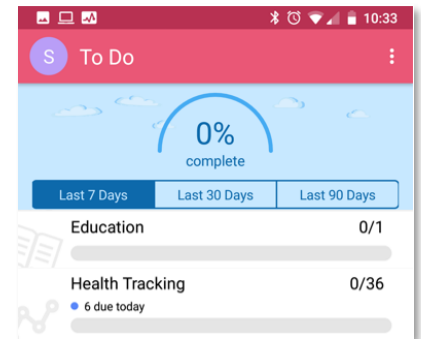 10:33
S To Do
0%
complete
Last 7 Days Last 30 Days Last 90 Days
Education 0/1
Health Tracking 0/36
6 due today